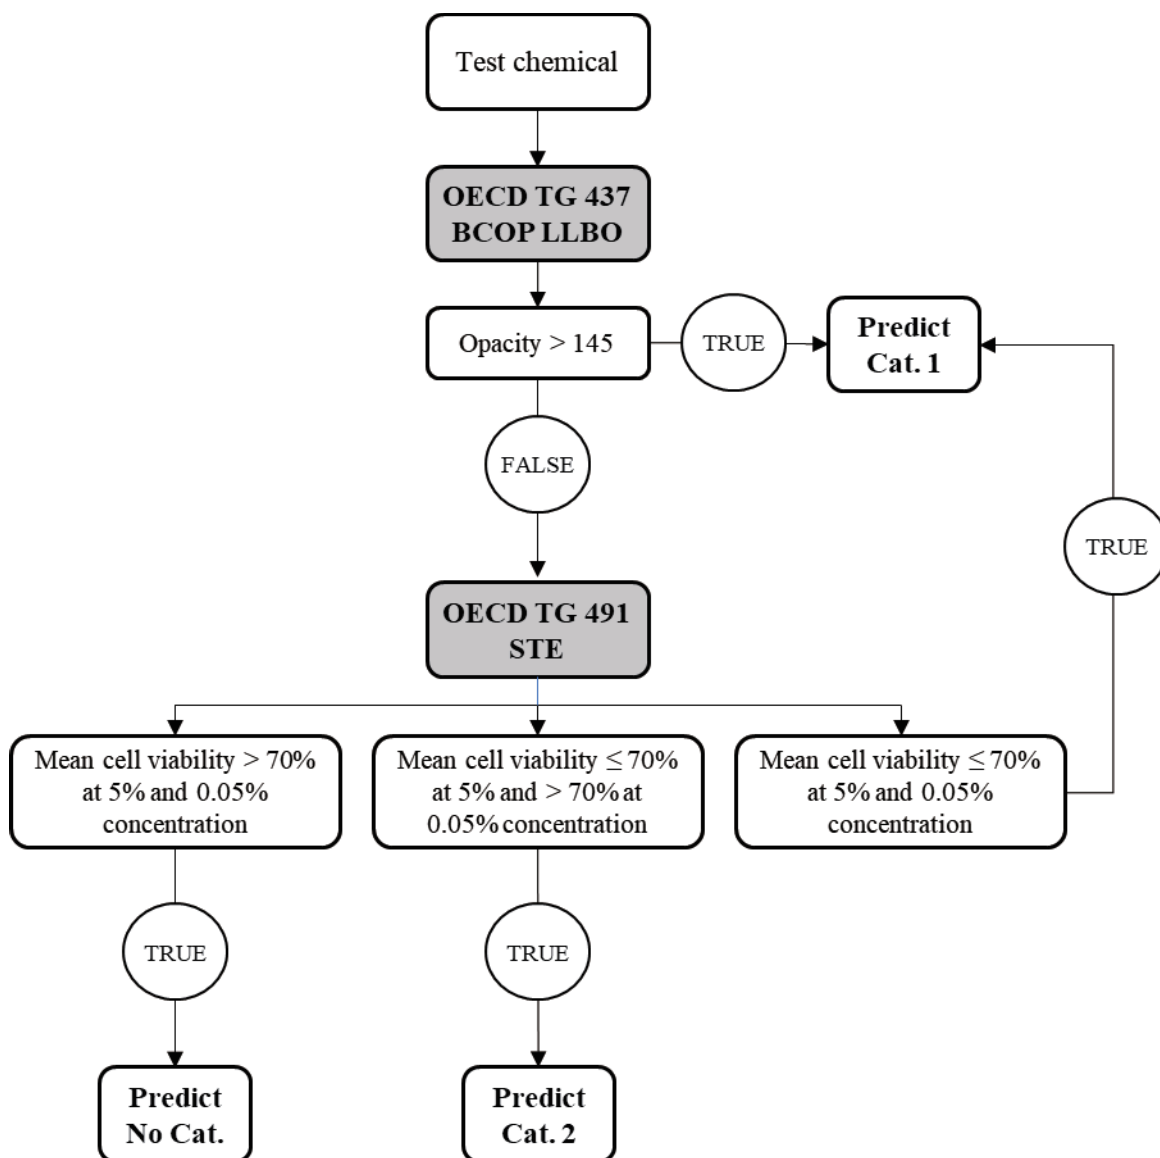 Test chemical
OECD TG 437
BCOP LLBO
Opacity > 145
TRUE
Predict
Cat. 1
FALSE
TRUE
OECD TG 491
STE
Mean cell viability > 70%
at 5% and 0.05%
concentration
Mean cell viability ≤ 70%
at 5% and > 70% at
0.05% concentration
Mean cell viability ≤ 70%
at 5% and 0.05%
concentration
TRUE
TRUE
Predict
No Cat.
Predict
Cat. 2